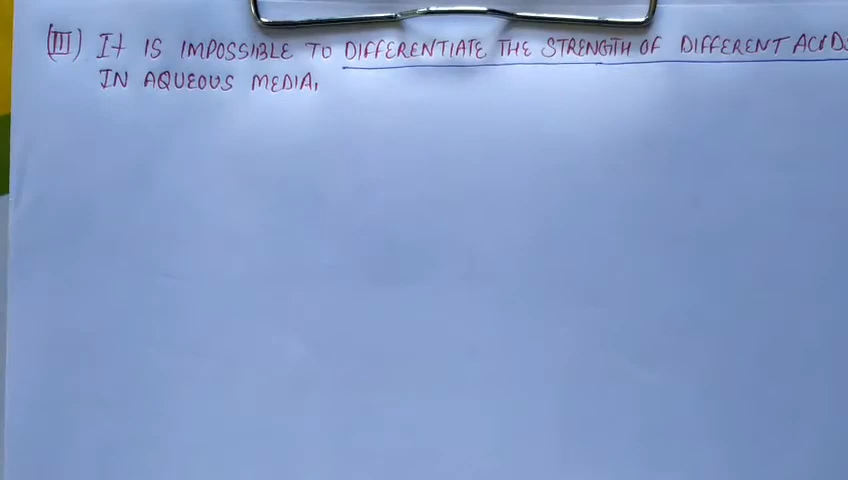 (III) It IS IMPOSSIBLE TO DIFFERENTIATE THE STRENGTH OF DIFFERENT ACIDS
IN AQUEOUS MEDIA,